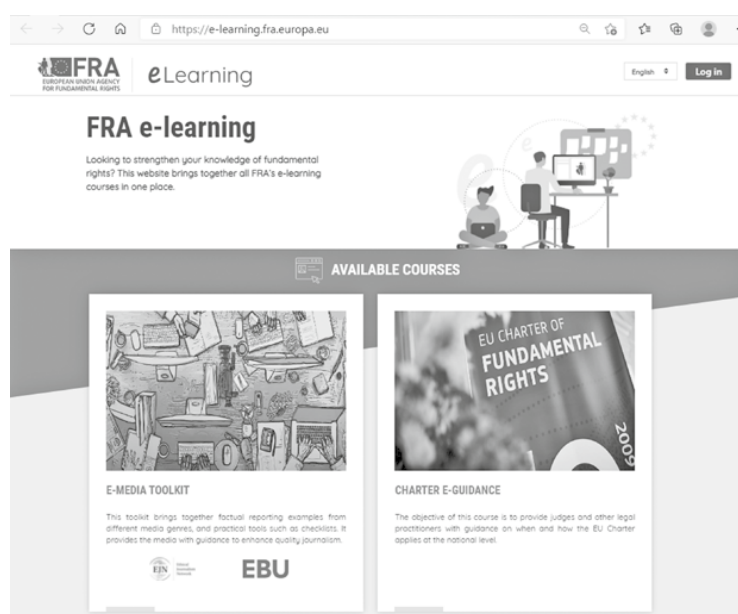 https://e-learning.fra.europa.eu
FRA
EUROPEAN UNION AGENCY
FOR FUNDAMENTAL RIGHTS
eLearning
English
Log in
FRA e-learning
Looking to strengthen your knowledge of fundamental
rights? This website brings together all FRA's e-learning
courses in one place.
AVAILABLE COURSES
E-MEDIA TOOLKIT
This toolkit brings together factual reporting examples from
different media genres, and practical tools such as checklists. It
provides the media with guidance to enhance quality journalism.
EJN
Ethical
Journalism
Network
EBU
EU CHARTER OF
FUNDAMENTAL
RIGHTS
2009
CHARTER E-GUIDANCE
The objective of this course is to provide judges and other legal
practitioners with guidance on when and how the EU Charter
applies at the national level.